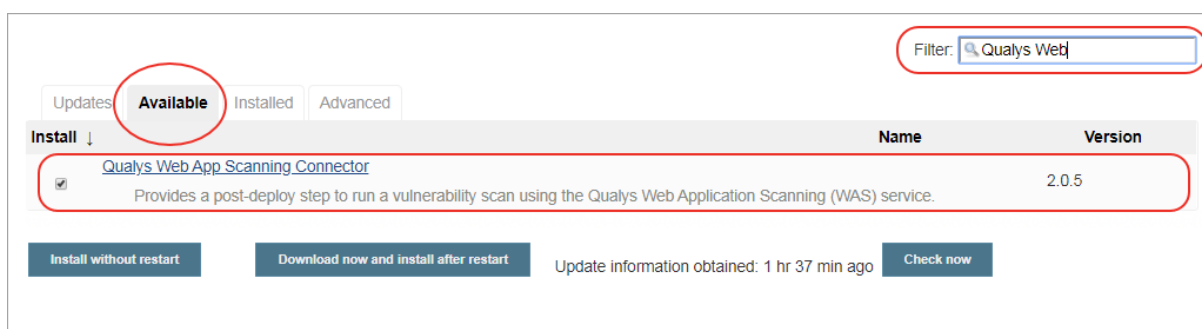 Filter: Qualys Web
Updates Available Installed Advanced
Install ↓ Name Version
Qualys Web App Scanning Connector
Provides a post-deploy step to run a vulnerability scan using the Qualys Web Application Scanning (WAS) service.
2.0.5
Install without restart Download now and install after restart Update information obtained: 1 hr 37 min ago Check now